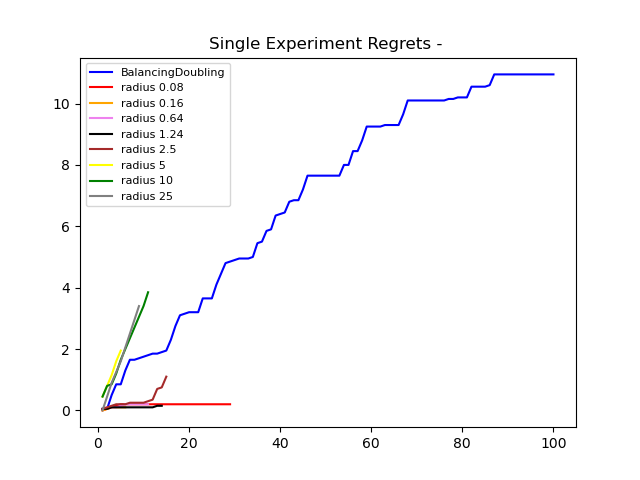 Single Experiment Regrets -
BalancingDoubling
radius 0.08
radius 0.16
radius 0.64
radius 1.24
radius 2.5
radius 5
radius 10
radius 25
10
8
6
4
2
0
0 20 40 60 80 100